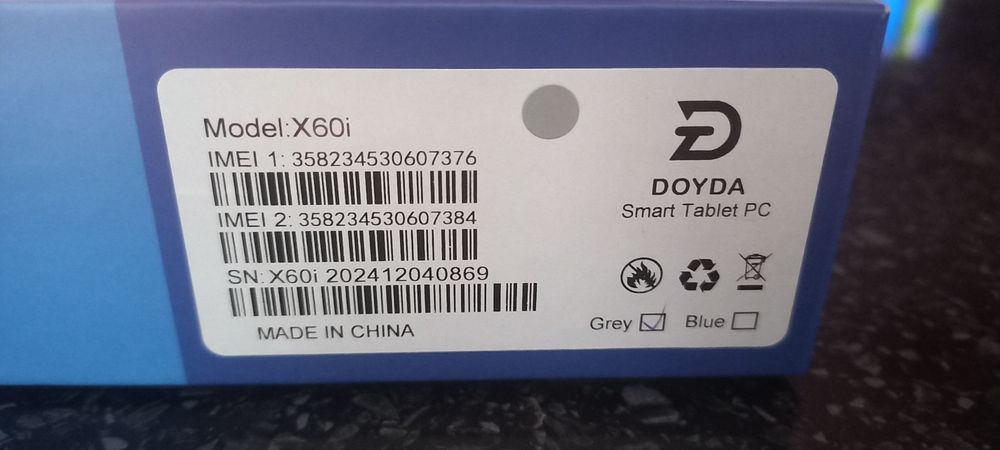 Model:X60i
IMEI 1: 358234530607376
IMEI 2: 358234530607384
SN: X60i 202412040869
MADE IN CHINA
DOYDA
Smart Tablet PC
Grey
Blue